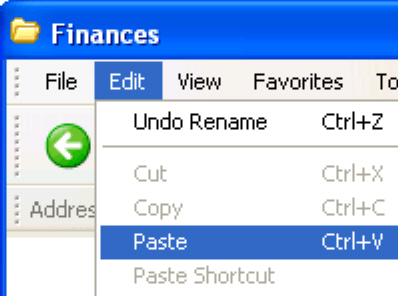 Finances
File Edit View Favorites To
Undo Rename Ctrl+Z
Cut Ctrl+X
Addres
Copy Ctrl+C
Paste Ctrl+V
Paste Shortcut